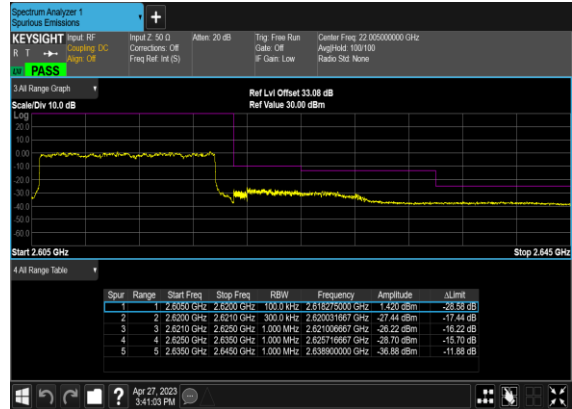 Spectrum Analyzer 1
Spurious Emissions
KEYSIGHT Input: RF Input Z: 50 Ω Atten: 20 dB Trig: Free Run Center Freq: 22.005000000 GHz
R T Coupling: DC Corrections: Off Gate: Off Avg|Hold: 100/100
Align: Off Freq Ref: Int (S) IF Gain: Low Radio Std: None
PASS
3 All Range Graph Ref Lvl Offset 33.08 dB
Scale/Div 10.0 dB Ref Value 30.00 dBm
Log
20.0
10.0
0.00
-10.0
-20.0
-30.0
-40.0
-50.0
-60.0
Start 2.605 GHz Stop 2.645 GHz
4 All Range Table
Spur Range Start Freq Stop Freq RBW Frequency Amplitude ΔLimit
1 1 2.6050 GHz 2.6200 GHz 100.0 kHz 2.618275000 GHz 1.420 dBm -28.58 dB
2 2 2.6200 GHz 2.6210 GHz 300.0 kHz 2.620031667 GHz -27.44 dBm -17.44 dB
3 3 2.6210 GHz 2.6250 GHz 1.000 MHz 2.621006667 GHz -26.22 dBm -16.22 dB
4 4 2.6250 GHz 2.6350 GHz 1.000 MHz 2.625716667 GHz -28.70 dBm -15.70 dB
5 5 2.6350 GHz 2.6450 GHz 1.000 MHz 2.638900000 GHz -36.88 dBm -11.88 dB
? Apr 27, 2023
3:41:03 PM